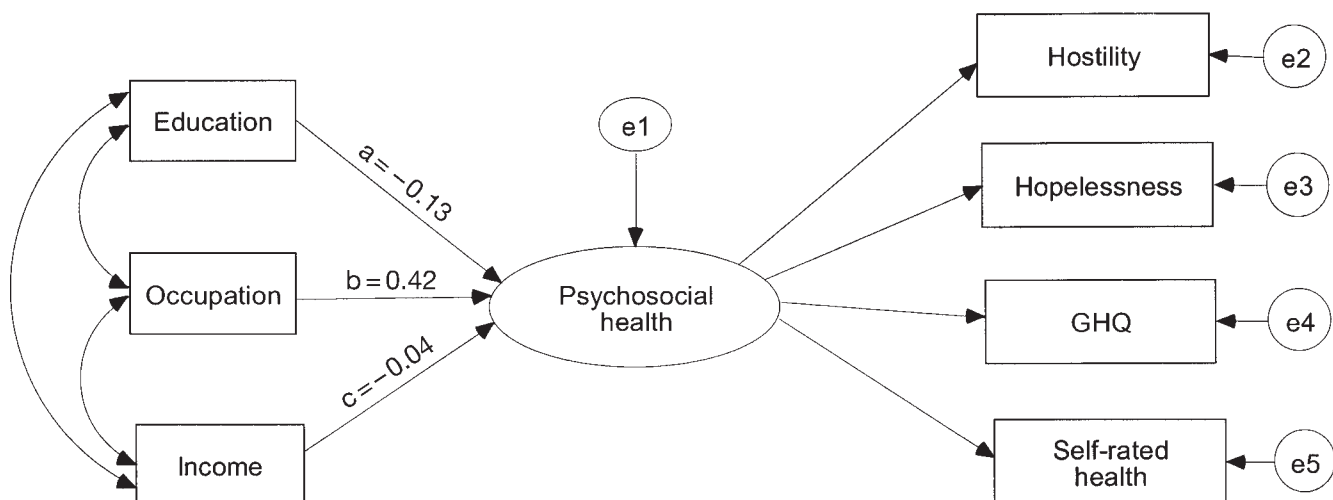 Education
Occupation
Income
a = −0.13
b = 0.42
c = −0.04
e1
Psychosocial
health
Hostility
e2
Hopelessness
e3
GHQ
e4
Self-rated
health
e5